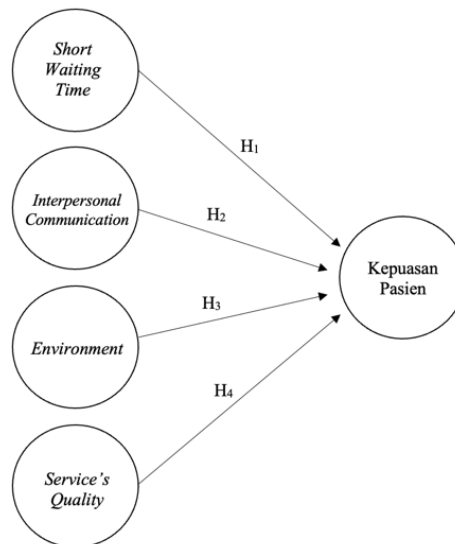 Short
Waiting
Time
H₁
Interpersonal
Communication
H₂
Kepuasan
Pasien
H₃
Environment
H₄
Service's
Quality